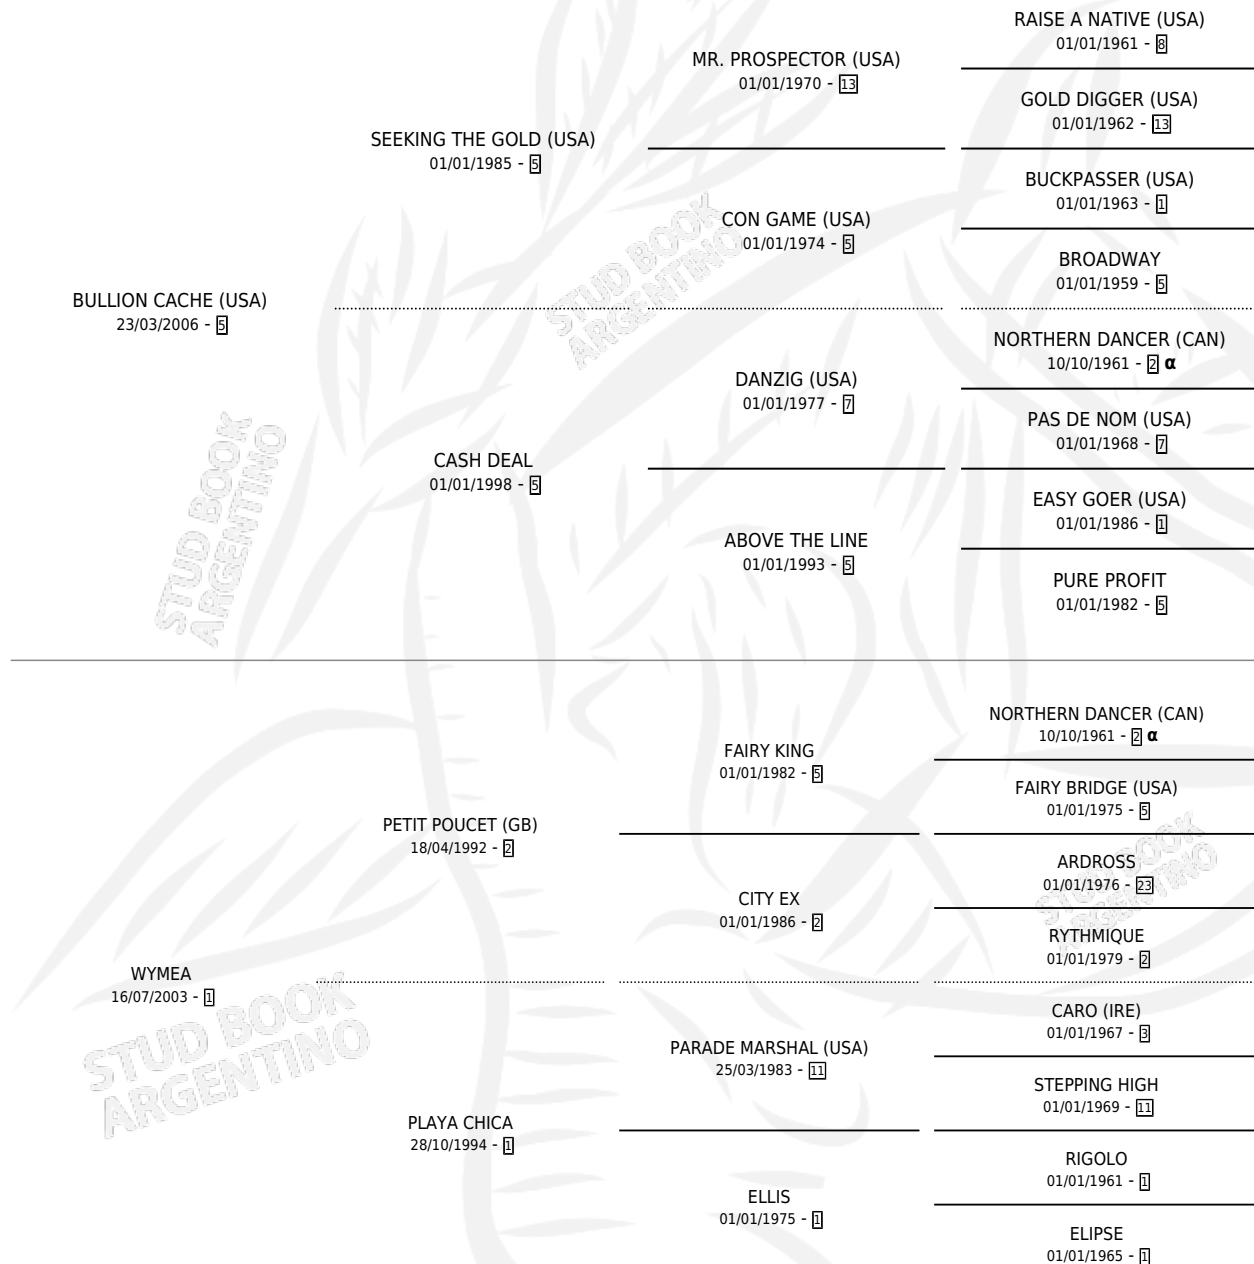 RAISE A NATIVE (USA)
01/01/1961 - 8
MR. PROSPECTOR (USA)
01/01/1970 - 13
GOLD DIGGER (USA)
01/01/1962 - 13
SEEKING THE GOLD (USA)
01/01/1985 - 5
BUCKPASSER (USA)
01/01/1963 - 1
CON GAME (USA)
01/01/1974 - 5
BROADWAY
01/01/1959 - 5
BULLION CACHE (USA)
23/03/2006 - 5
NORTHERN DANCER (CAN)
10/10/1961 - 2 α
DANZIG (USA)
01/01/1977 - 7
PAS DE NOM (USA)
01/01/1968 - 7
CASH DEAL
01/01/1998 - 5
EASY GOER (USA)
01/01/1986 - 1
ABOVE THE LINE
01/01/1993 - 5
PURE PROFIT
01/01/1982 - 5
NORTHERN DANCER (CAN)
10/10/1961 - 2 α
FAIRY KING
01/01/1982 - 5
FAIRY BRIDGE (USA)
01/01/1975 - 5
PETIT POUCET (GB)
18/04/1992 - 2
ARDROSS
01/01/1976 - 23
CITY EX
01/01/1986 - 2
RYTHMIQUE
01/01/1979 - 2
WYMEA
16/07/2003 - 1
CARO (IRE)
01/01/1967 - 3
PARADE MARSHAL (USA)
25/03/1983 - 11
STEPPING HIGH
01/01/1969 - 11
PLAYA CHICA
28/10/1994 - 1
RIGOLO
01/01/1961 - 1
ELLIS
01/01/1975 - 1
ELIPSE
01/01/1965 - 1
STUD BOOK
ARGENTINO
STUD BOOK
ARGENTINO
STUD BOOK
ARGENTINO
STUD BOOK
ARGENTINO